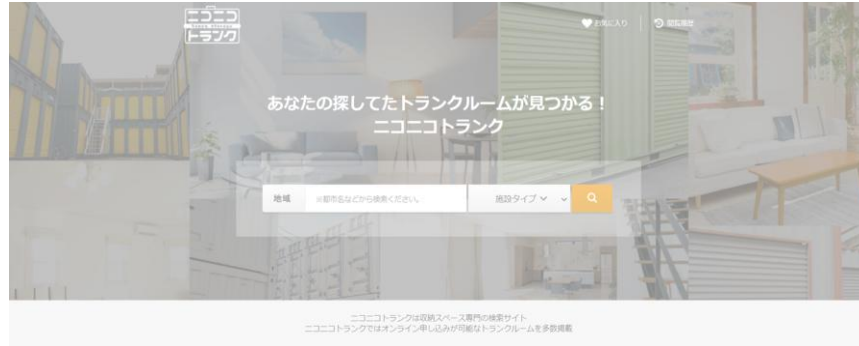 ニコニコ
トランク
お気に入り
閲覧履歴
あなたの探してたトランクルームが見つかる！
ニコニコトランク
地域
※都市名などから検索ください。
施設タイプ
ニコニコトランクは収納スペース専門の検索サイト
ニコニコトランクではオンライン申し込みが可能なトランクルームを多数掲載